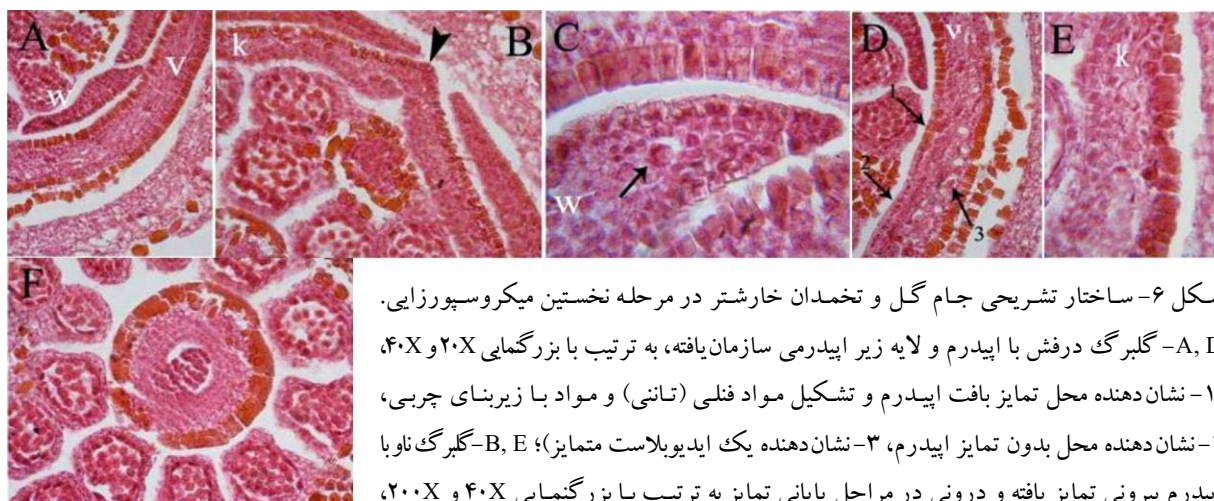 A
w
v
k
B
C
w
D
v
1
2
3
E
k
F
شکل ۶- ساختار تشریحی جام گل و تخمدان خارشتر در مرحله نخستین میکروسپورزایی.
A, D- گلبرگ درفش با اپیدرم و لایه زیر اپیدرمی سازمان‌یافته، به ترتیب با بزرگمایی ۲۰X و ۴۰X،
۱- نشان‌دهنده محل تمایز بافت اپیدرم و تشکیل مواد فنلی (تاننی) و مواد با زیربنای چربی،
۲- نشان‌دهنده محل بدون تمایز اپیدرم، ۳-نشان‌دهنده یک ایدیوبلاست متمایز)؛ B, E-گلبرگ ناو با
اپیدرم بیرونی تمایز یافته و درونی در مراحل پایانی تمایز به ترتیب با بزرگنمایی ۴۰X و ۲۰۰X،